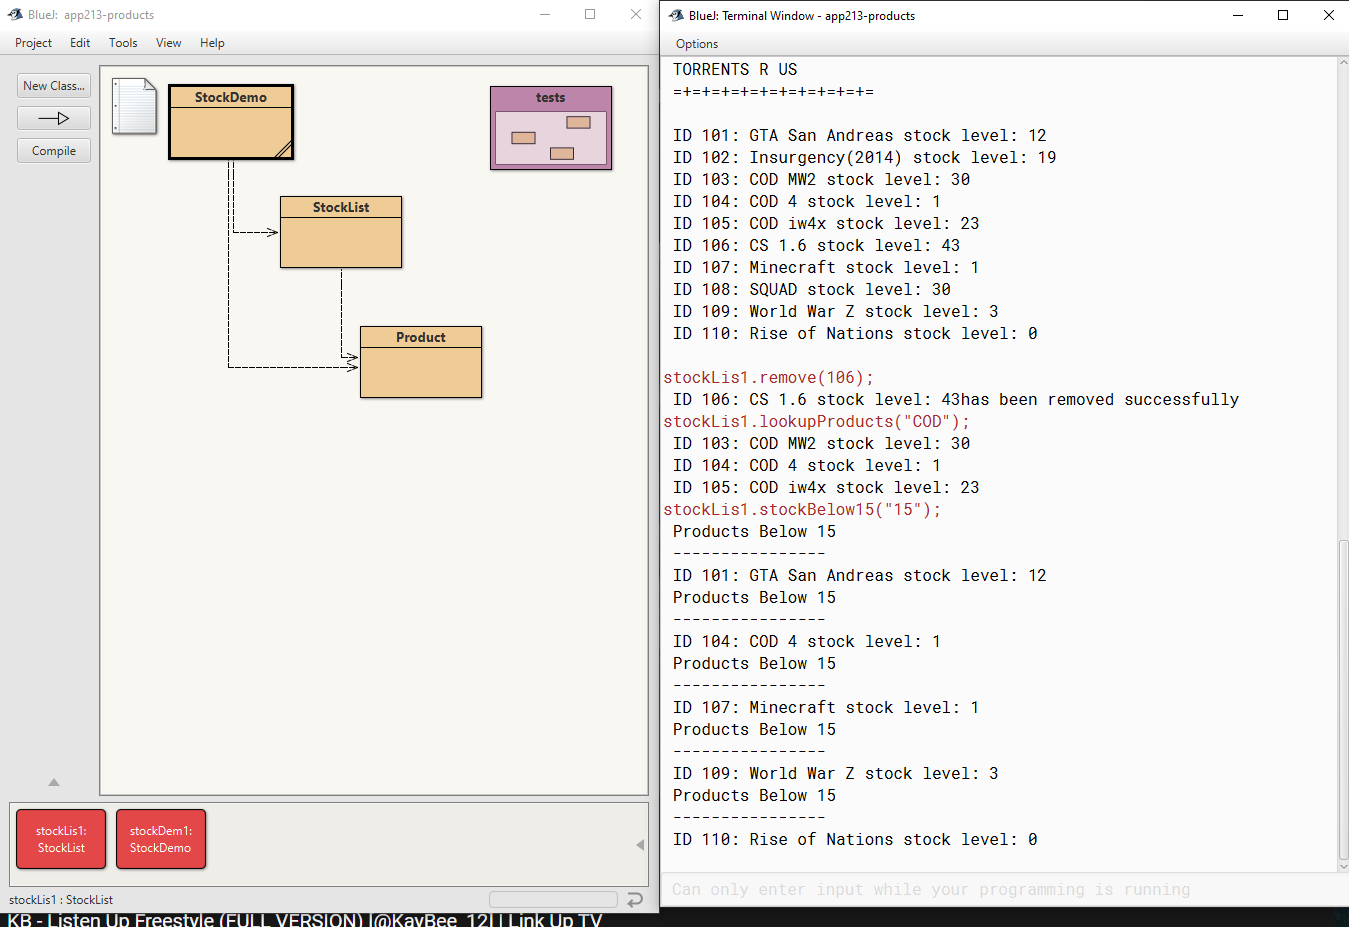 BlueJ: app213-products
Project Edit Tools View Help
New Class...
Compile
StockDemo
tests
StockList
Product
stockLis1:
StockList
stockDem1:
StockDemo
stockLis1 : StockList
KB - Listen Up Freestyle (FULL VERSION) |@KayBee_12| | Link Up TV
BlueJ: Terminal Window - app213-products
Options
TORRENTS R US
=+=+=+=+=+=+=+=+=+=+=
ID 101: GTA San Andreas stock level: 12
ID 102: Insurgency(2014) stock level: 19
ID 103: COD MW2 stock level: 30
ID 104: COD 4 stock level: 1
ID 105: COD iw4x stock level: 23
ID 106: CS 1.6 stock level: 43
ID 107: Minecraft stock level: 1
ID 108: SQUAD stock level: 30
ID 109: World War Z stock level: 3
ID 110: Rise of Nations stock level: 0
stockLis1.remove(106);
ID 106: CS 1.6 stock level: 43has been removed successfully
stockLis1.lookupProducts("COD");
ID 103: COD MW2 stock level: 30
ID 104: COD 4 stock level: 1
ID 105: COD iw4x stock level: 23
stockLis1.stockBelow15("15");
Products Below 15
----------------
ID 101: GTA San Andreas stock level: 12
Products Below 15
----------------
ID 104: COD 4 stock level: 1
Products Below 15
----------------
ID 107: Minecraft stock level: 1
Products Below 15
----------------
ID 109: World War Z stock level: 3
Products Below 15
----------------
ID 110: Rise of Nations stock level: 0
Can only enter input while your programming is running